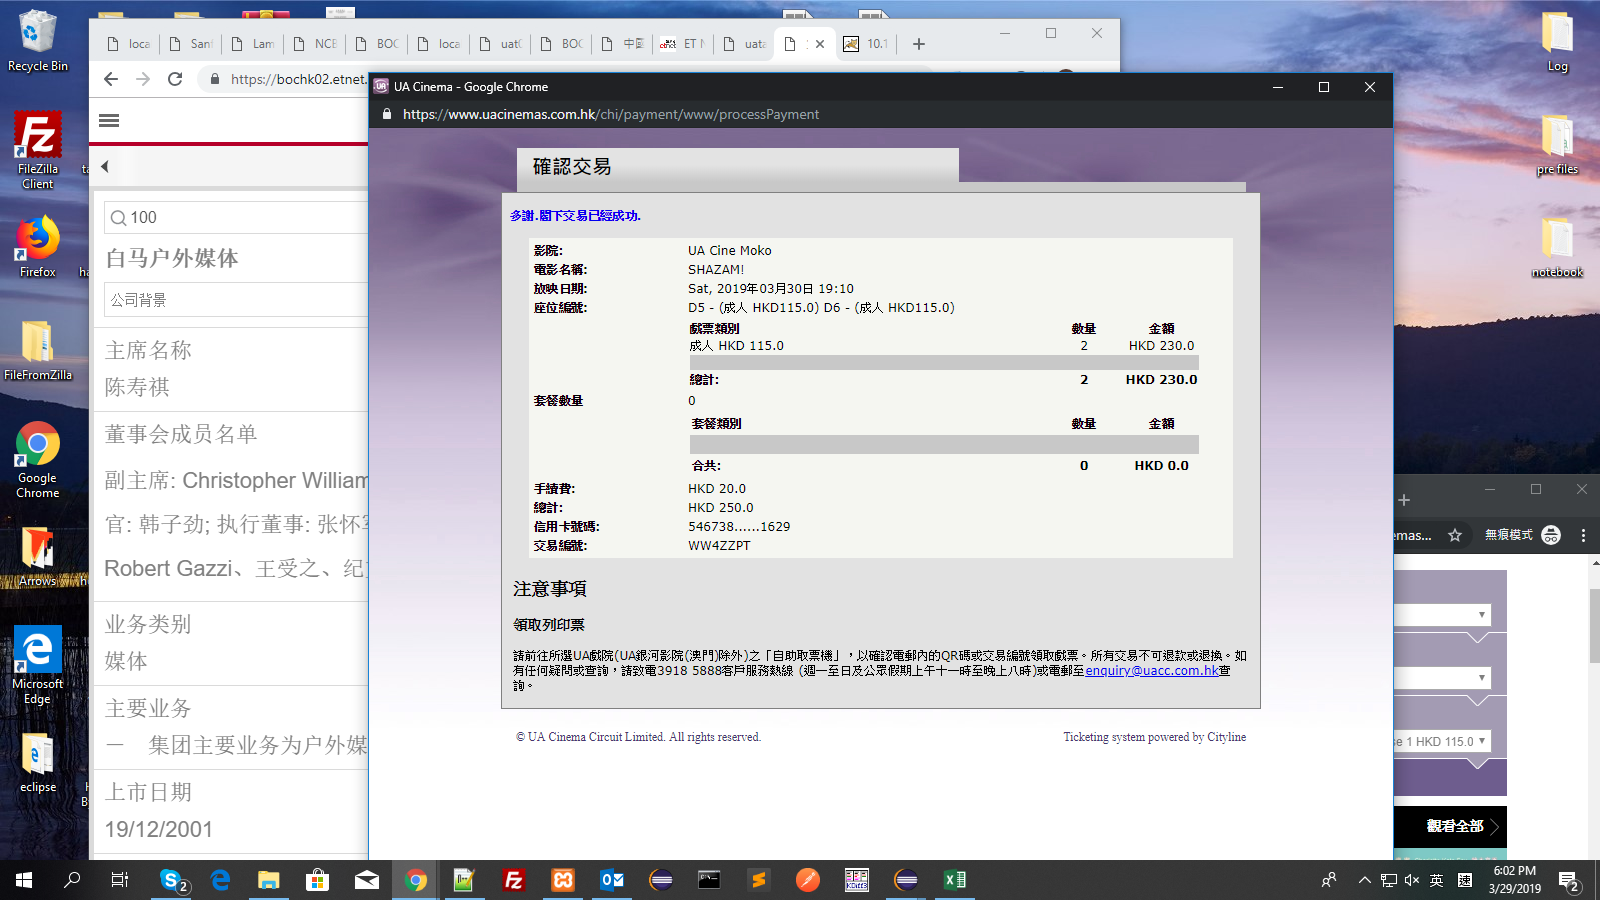 Recycle Bin
FileZilla
Client
Firefox
FileFromZilla
Google
Chrome
Arrows
Microsoft
Edge
eclipse
Log
pre files
notebook
loca
San
Lam
NCE
BOC
loca
uat(
BOC
中
ET N
uata
10.1
https://bochk02.etnet.
100
白马户外媒体
公司背景
主席名称
陈寿祺
董事会成员名单
副主席: Christopher William
官: 韩子劲; 执行董事: 张怀军
Robert Gazzi、王受之、纪
业务类别
媒体
主要业务
一 集团主要业务为户外媒
上市日期
19/12/2001
UA Cinema - Google Chrome
https://www.uacinemas.com.hk/chi/payment/www/processPayment
確認交易
多謝.閣下交易已經成功.
影院: UA Cine Moko
電影名稱: SHAZAM!
放映日期: Sat, 2019年03月30日 19:10
座位編號: D5 - (成人 HKD115.0) D6 - (成人 HKD115.0)
戲票類別 數量 金額
成人 HKD 115.0 2 HKD 230.0
總計: 2 HKD 230.0
套餐數量 0
套餐類別 數量 金額
合共: 0 HKD 0.0
手續費: HKD 20.0
總計: HKD 250.0
信用卡號碼: 546738......1629
交易編號: WW4ZZPT
注意事項
領取列印票
請前往所選UA戲院(UA銀河影院(澳門)除外)之「自助取票機」，以確認電郵內的QR碼或交易編號領取戲票。所有交易不可退款或退換。如
有任何疑問或查詢，請致電3918 5888客戶服務熱線 (週一至日及公眾假期上午十一時至晚上八時)或電郵至enquiry@uacc.com.hk查
詢。
© UA Cinema Circuit Limited. All rights reserved.
Ticketing system powered by Cityline
emas...
無痕模式
se 1 HKD 115.0
觀看全部
2
英
6:02 PM
3/29/2019
2